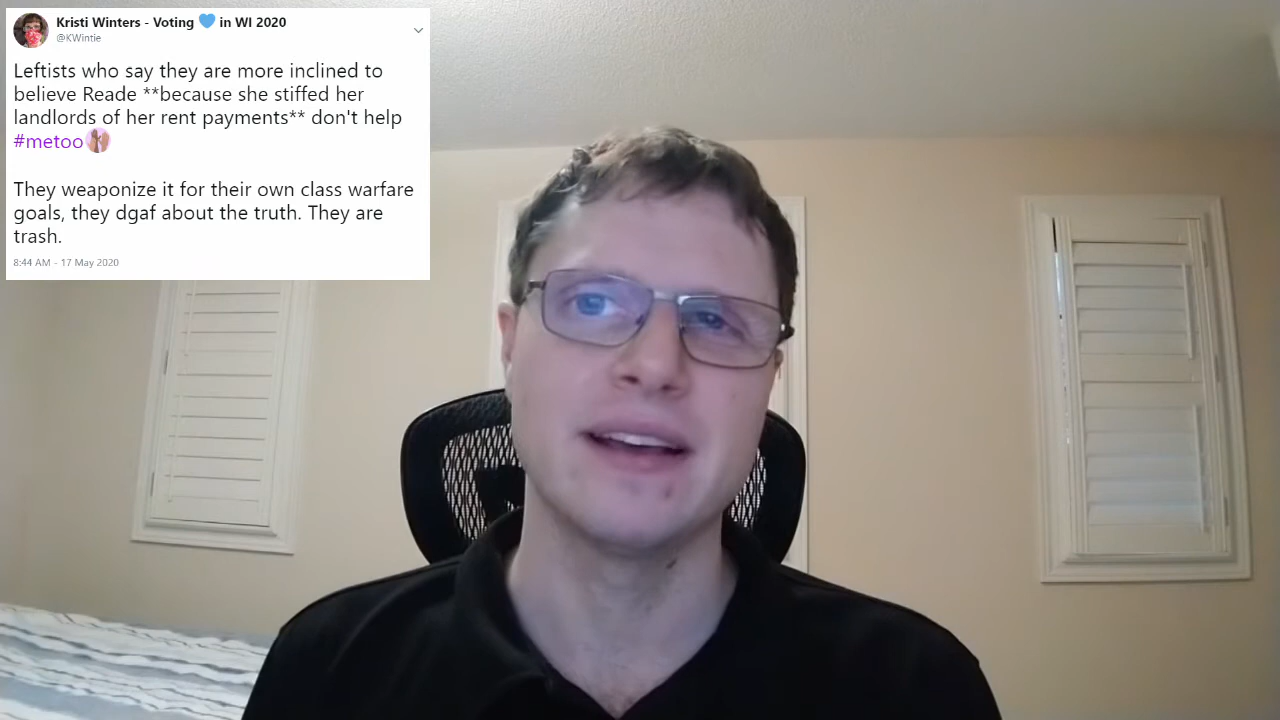 Kristi Winters - Voting 💙 in WI 2020
@KWintie
Leftists who say they are more inclined to
believe Reade **because she stiffed her
landlords of her rent payments** don't help
#metoo
They weaponize it for their own class warfare
goals, they dgaf about the truth. They are
trash.
8:44 AM - 17 May 2020